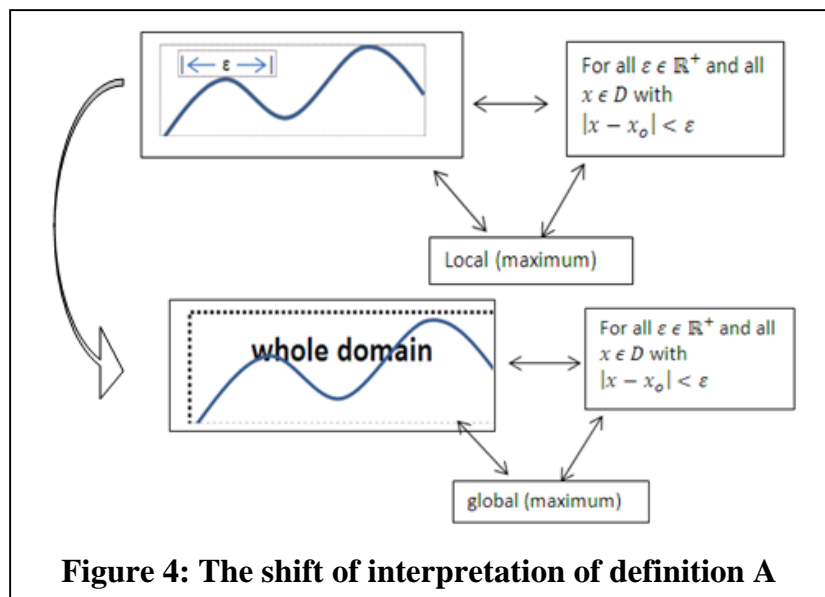 |← ε →|
For all ε ϵ ℝ⁺ and all
x ϵ D with
|x − xₒ| < ε
Local (maximum)
whole domain
For all ε ϵ ℝ⁺ and all
x ϵ D with
|x − xₒ| < ε
global (maximum)
Figure 4: The shift of interpretation of definition A